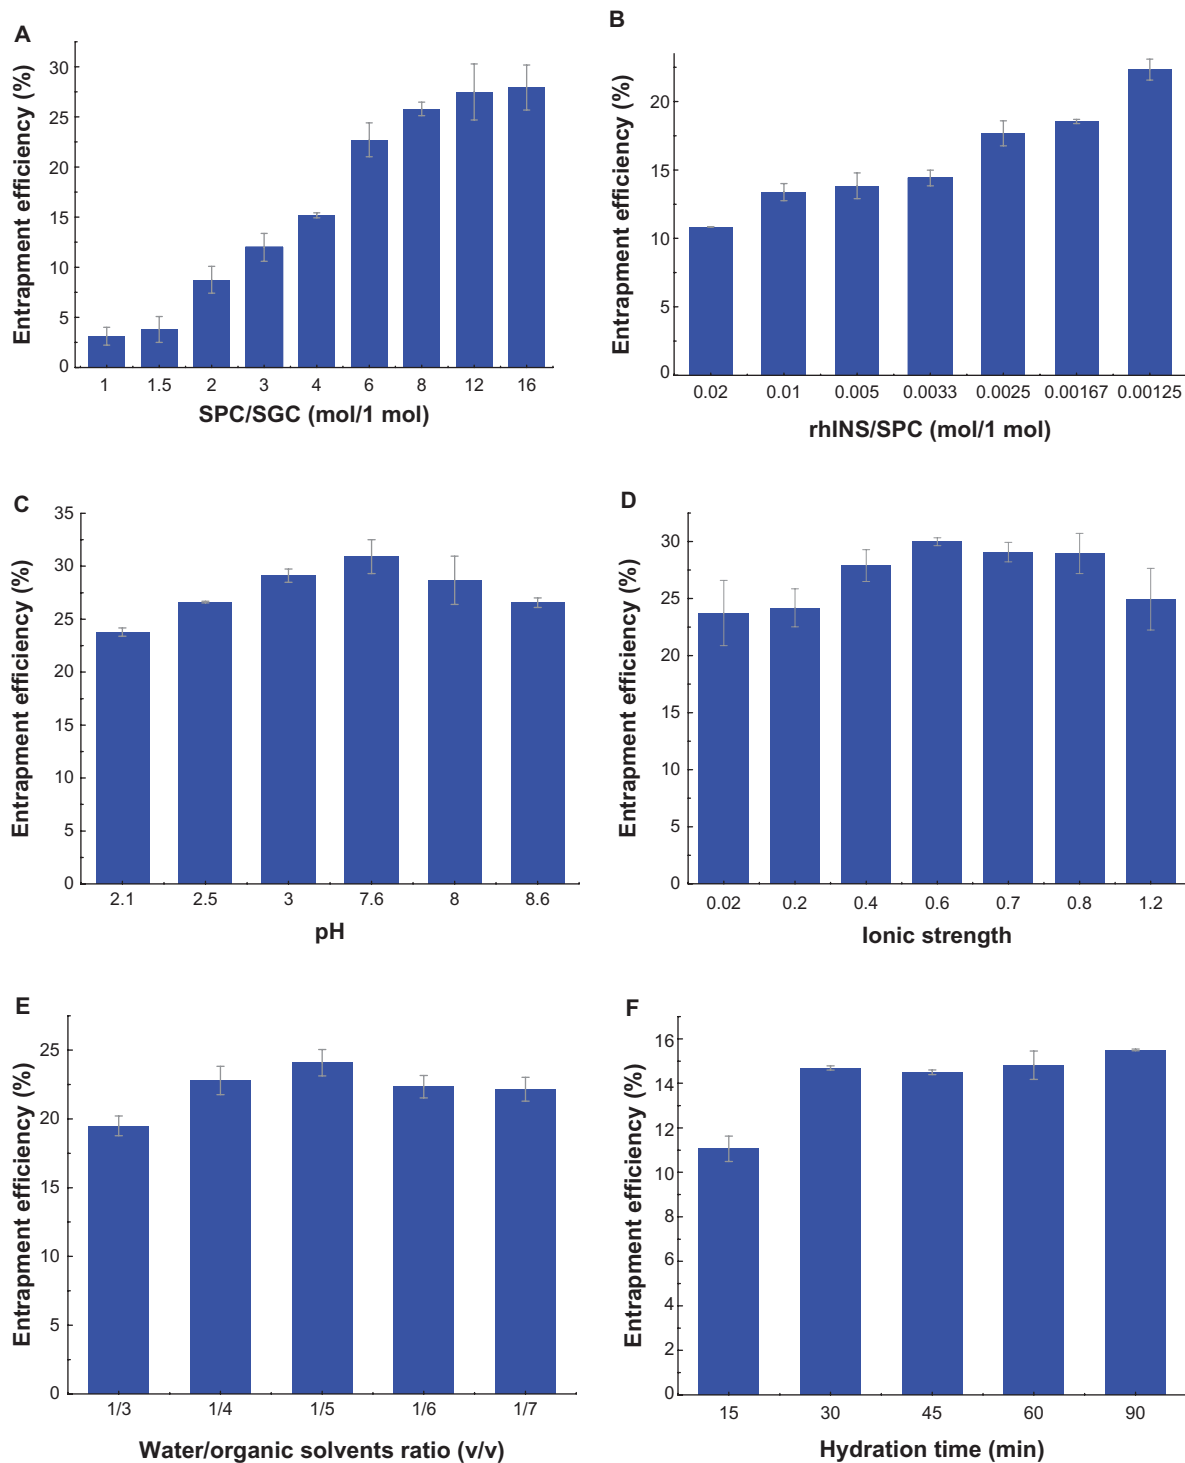 A
Entrapment efficiency (%)
30
25
20
15
10
5
0
1 1.5 2 3 4 6 8 12 16
SPC/SGC (mol/1 mol)
B
Entrapment efficiency (%)
20
15
10
5
0
0.02 0.01 0.005 0.0033 0.0025 0.00167 0.00125
rhINS/SPC (mol/1 mol)
C
Entrapment efficiency (%)
35
30
25
20
15
10
5
0
2.1 2.5 3 7.6 8 8.6
pH
D
Entrapment efficiency (%)
30
25
20
15
10
5
0
0.02 0.2 0.4 0.6 0.7 0.8 1.2
Ionic strength
E
Entrapment efficiency (%)
25
20
15
10
5
0
1/3 1/4 1/5 1/6 1/7
Water/organic solvents ratio (v/v)
F
Entrapment efficiency (%)
16
14
12
10
8
6
4
2
0
15 30 45 60 90
Hydration time (min)